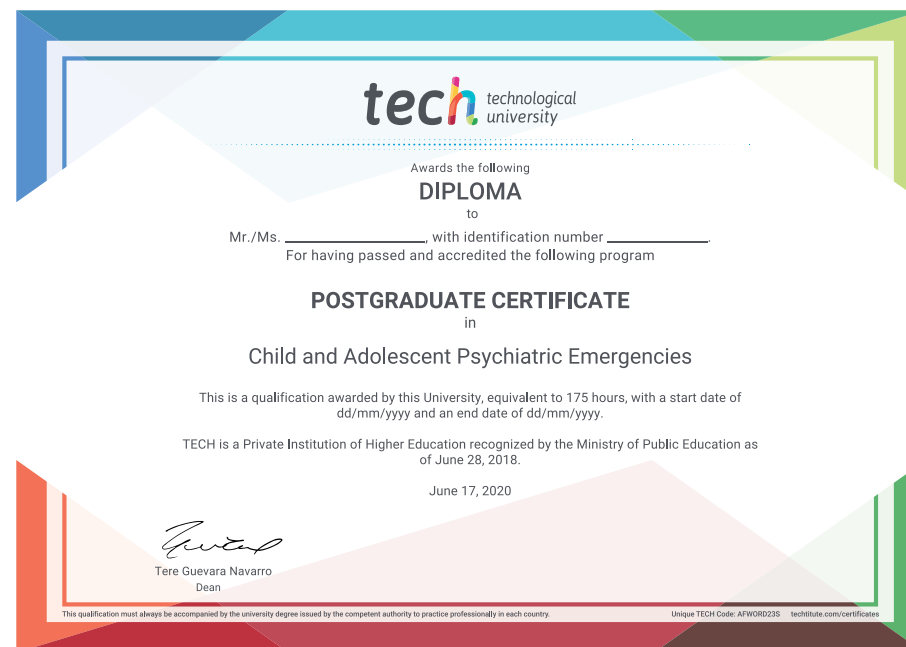 tech technological
university
Awards the following
DIPLOMA
to
Mr./Ms. ____________________, with identification number ______________.
For having passed and accredited the following program
POSTGRADUATE CERTIFICATE
in
Child and Adolescent Psychiatric Emergencies
This is a qualification awarded by this University, equivalent to 175 hours, with a start date of
dd/mm/yyyy and an end date of dd/mm/yyyy.
TECH is a Private Institution of Higher Education recognized by the Ministry of Public Education as
of June 28, 2018.
June 17, 2020
Tere Guevara Navarro
Dean
This qualification must always be accompanied by the university degree issued by the competent authority to practice professionally in each country. Unique TECH Code: AFWORD23S techtitute.com/certificates